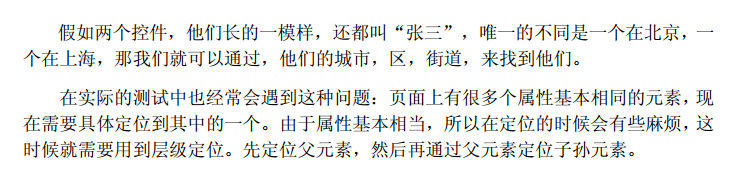 假如两个控件，他们长的一模样，还都叫“张三”，唯一的不同是一个在北京，一
个在上海，那我们就可以通过，他们的城市，区，街道，来找到他们。
在实际的测试中也经常会遇到这种问题：页面上有很多个属性基本相同的元素，现
在需要具体定位到其中的一个。由于属性基本相当，所以在定位的时候会有些麻烦，这
时候就需要用到层级定位。先定位父元素，然后再通过父元素定位子孙元素。